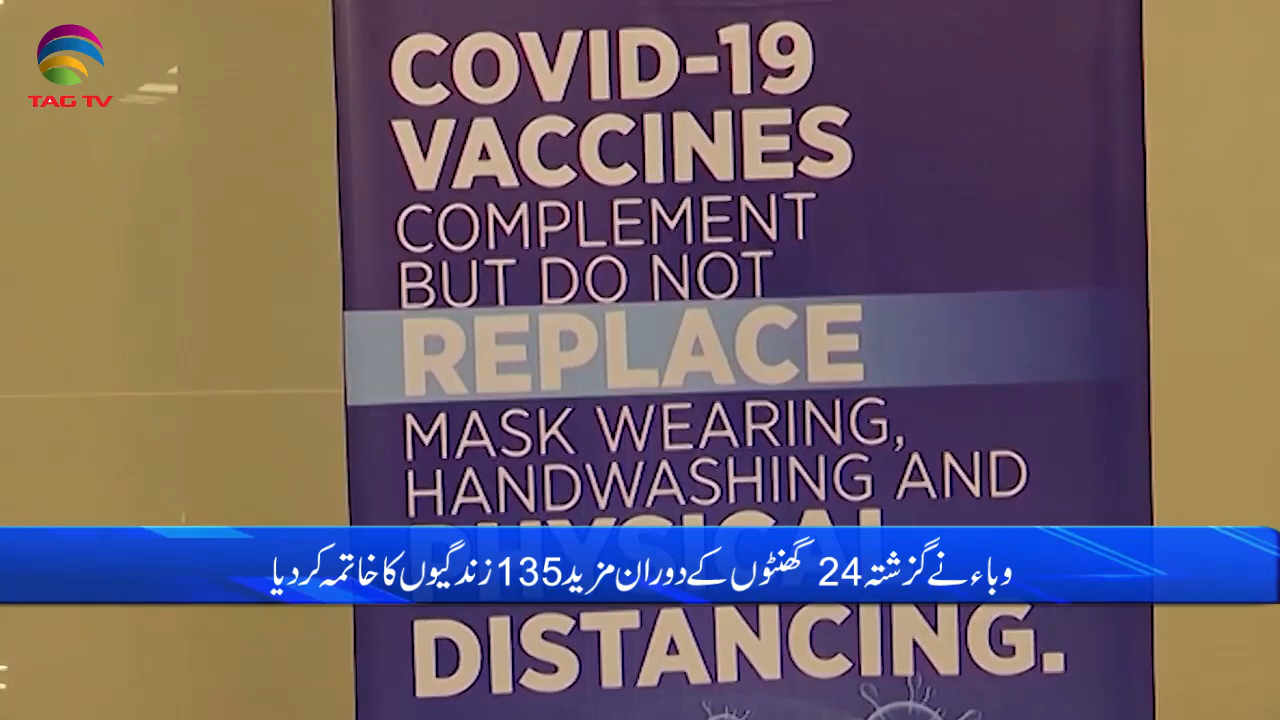 TAG TV
COVID-19
VACCINES
COMPLEMENT
BUT DO NOT
REPLACE
MASK WEARING,
HANDWASHING AND
PHYSICAL
وباء نے گزشتہ 24 گھنٹوں کے دوران مزید 135 زندگیوں کا خاتمہ کر دیا
DISTANCING.